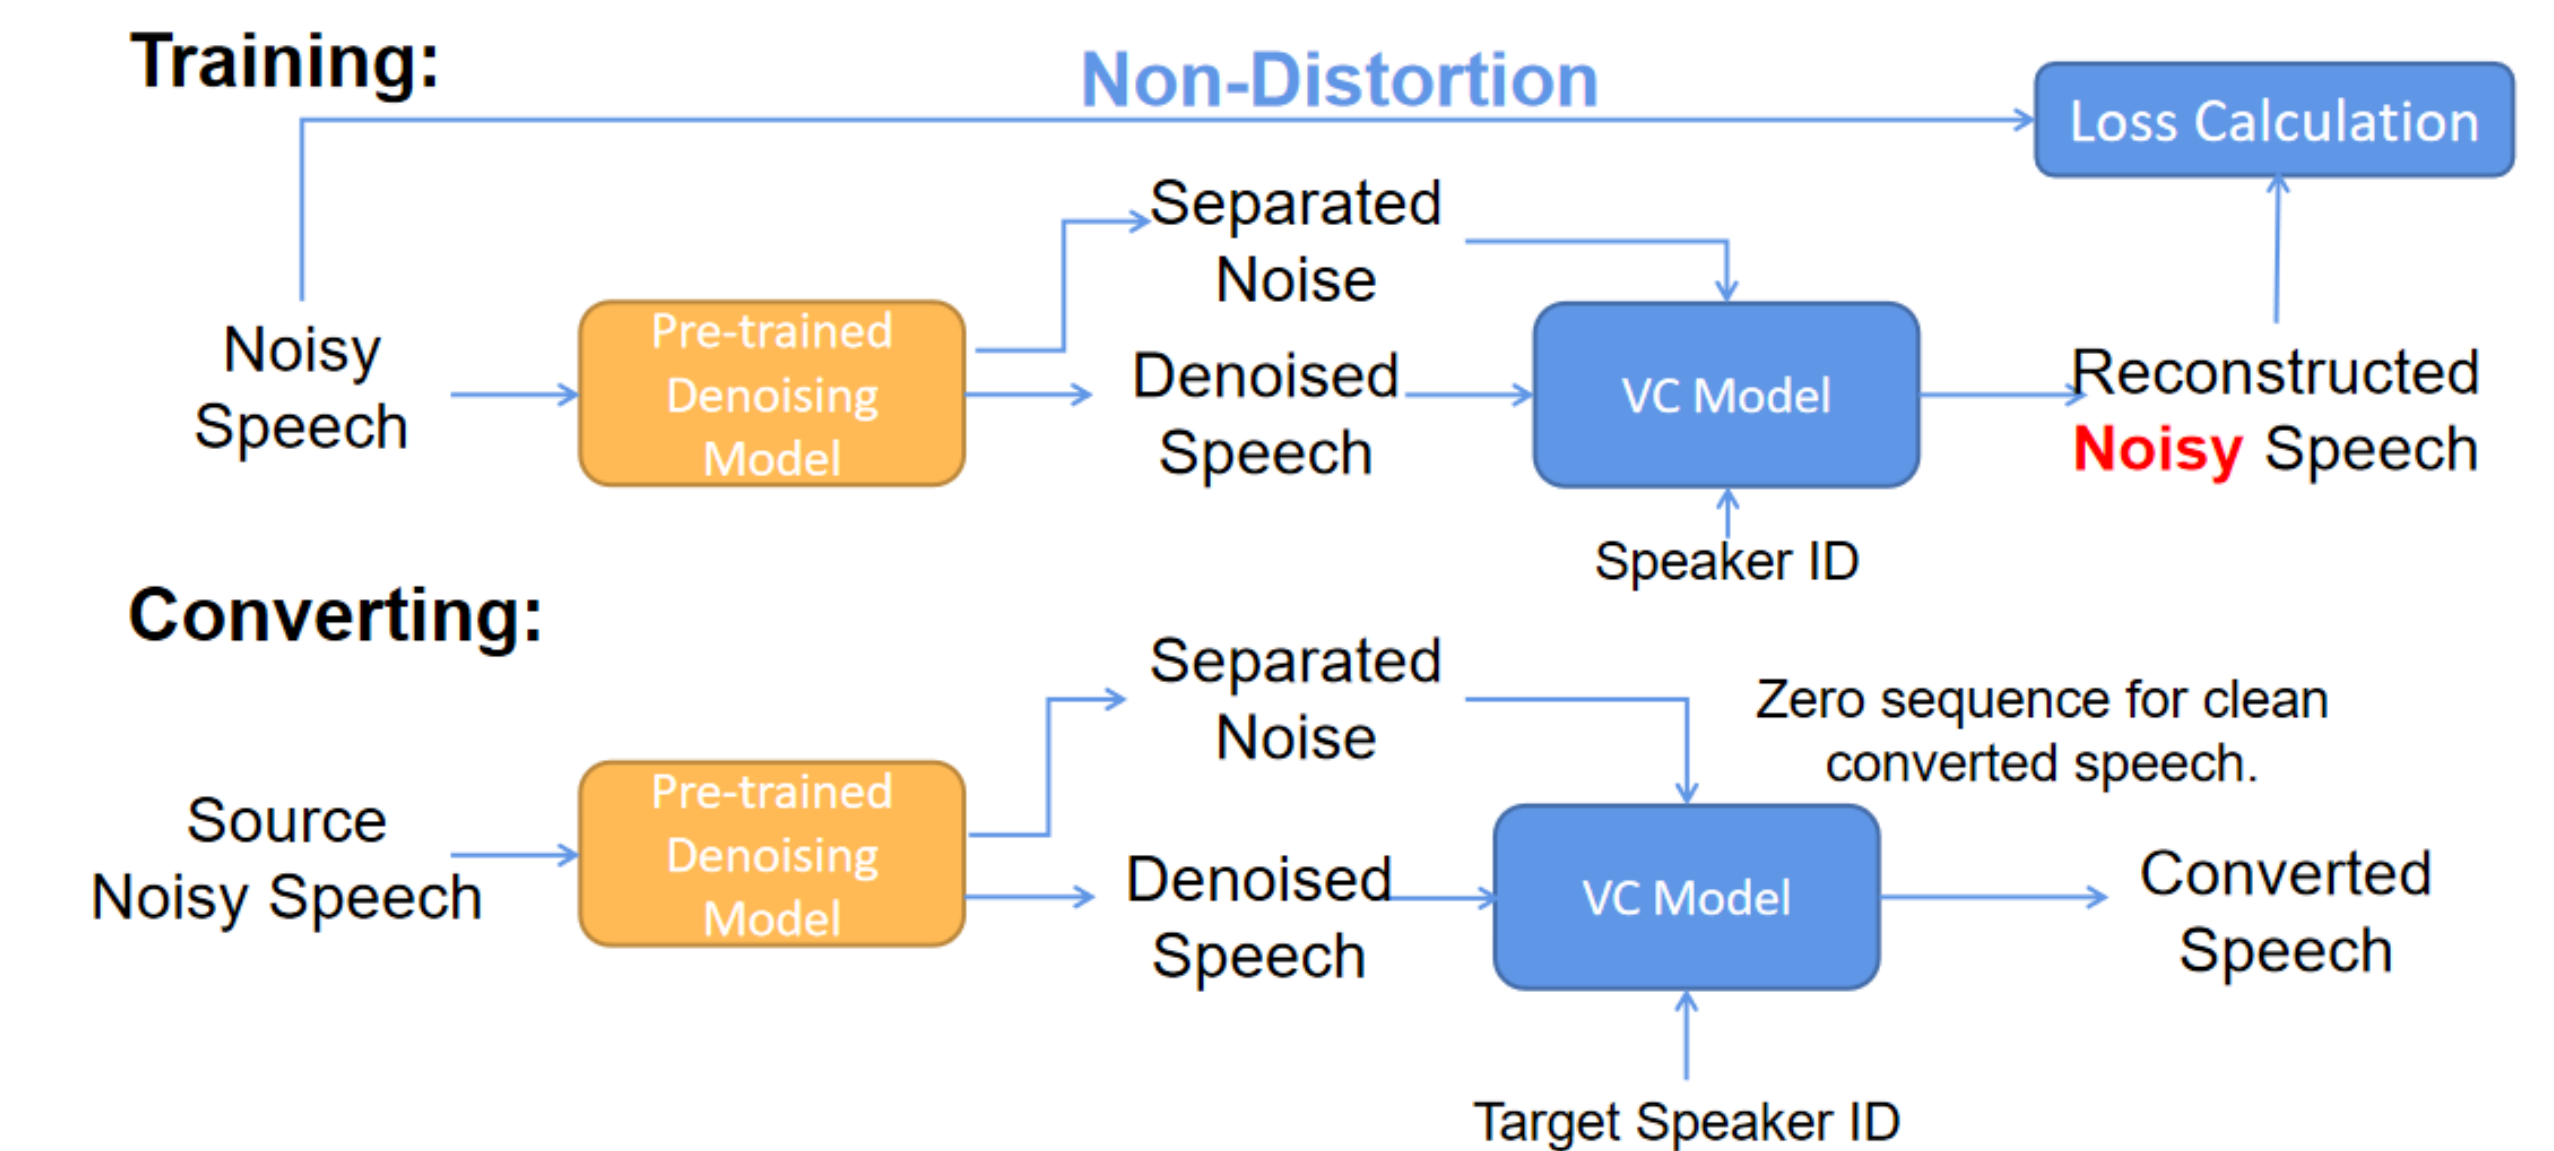 Training:
Non-Distortion
Loss Calculation
Separated
Noise
Noisy
Speech
Pre-trained
Denoising
Model
Denoised
Speech
VC Model
Reconstructed
Noisy Speech
Speaker ID
Converting:
Separated
Noise
Zero sequence for clean
converted speech.
Source
Noisy Speech
Pre-trained
Denoising
Model
Denoised
Speech
VC Model
Converted
Speech
Target Speaker ID